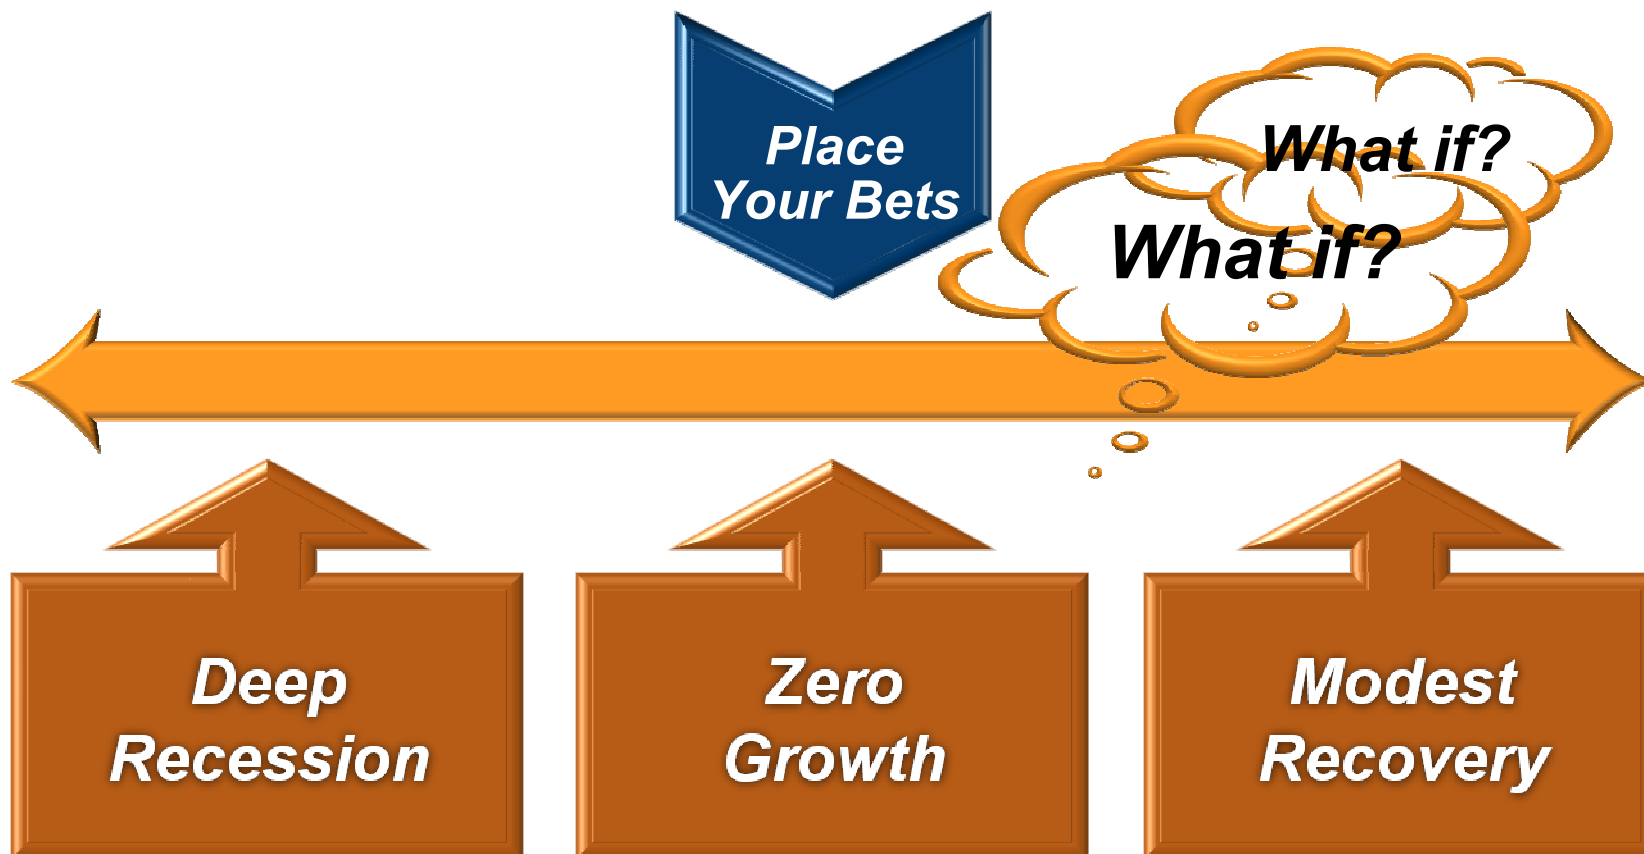 Place
Your Bets
What if?
What if?
Deep
Recession
Zero
Growth
Modest
Recovery